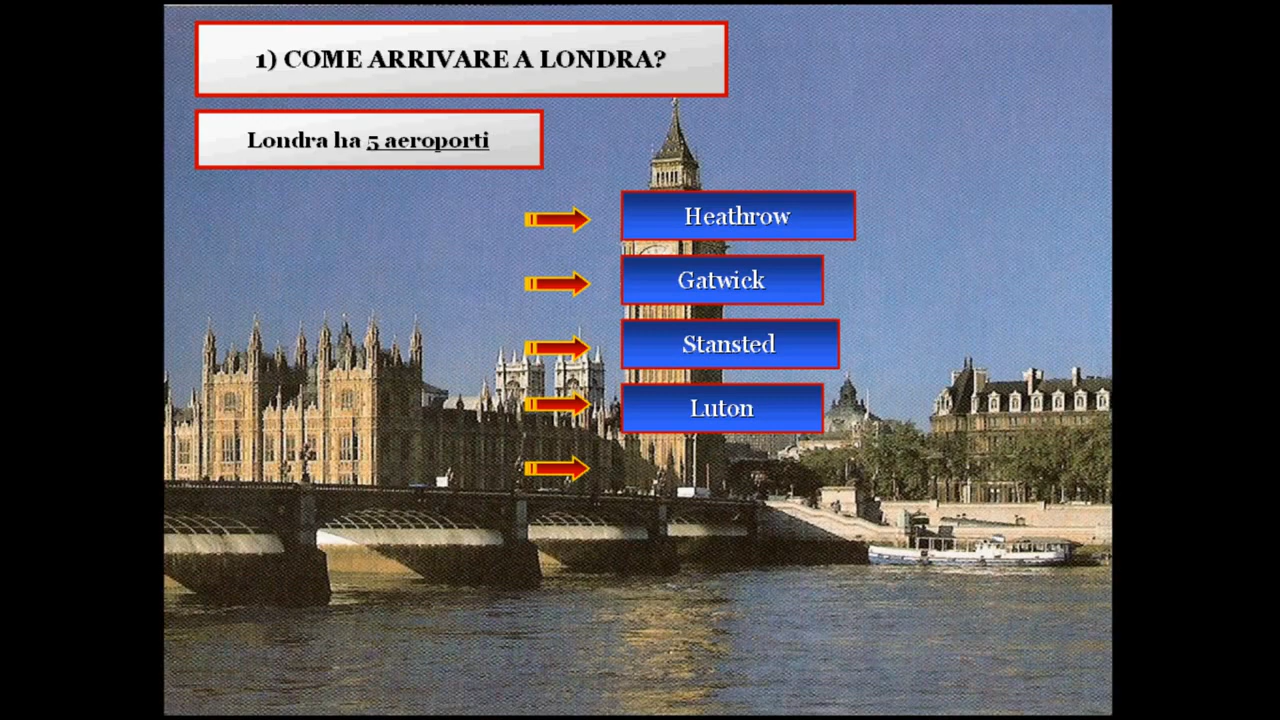 1) COME ARRIVARE A LONDRA?
Londra ha 5 aeroporti
Heathrow
Gatwick
Stansted
Luton